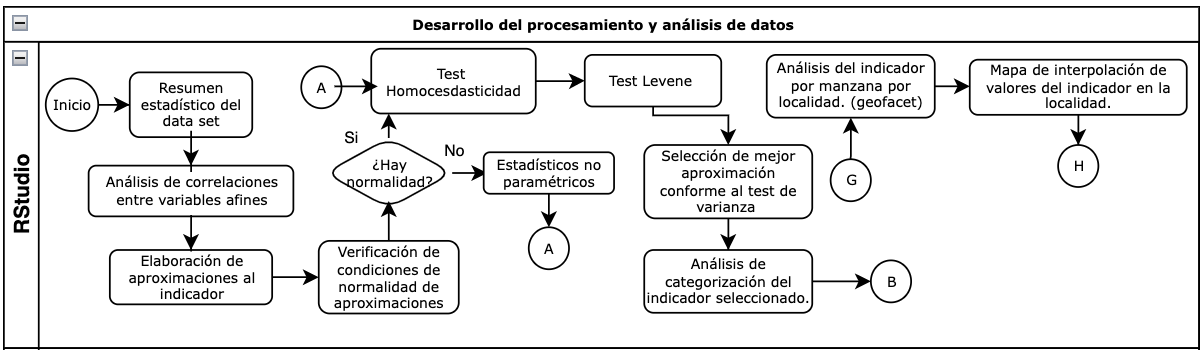 Desarrollo del procesamiento y análisis de datos
RStudio
Inicio
Resumen
estadístico del
data set
Análisis de correlaciones
entre variables afines
Elaboración de
aproximaciones al
indicador
Verificación de
condiciones de
normalidad de
aproximaciones
¿Hay
normalidad?
Si
No
Estadísticos no
paramétricos
A
A
Test
Homocesdasticidad
Test Levene
Selección de mejor
aproximación
conforme al test de
varianza
Análisis de
categorización del
indicador seleccionado.
B
G
Análisis del indicador
por manzana por
localidad. (geofacet)
Mapa de interpolación de
valores del indicador en la
localidad.
H